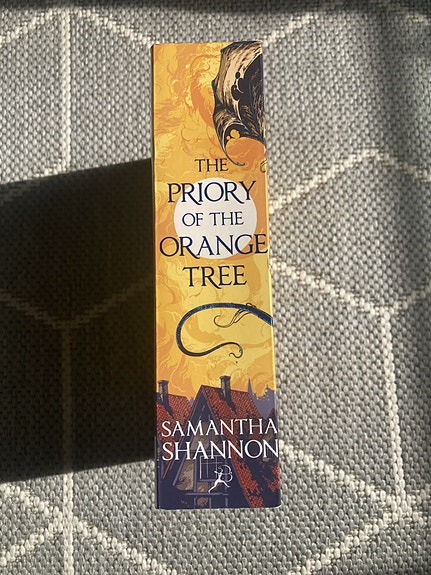 THE
PRIORY
OF THE
ORANGE
TREE
SAMANTHA
SHANNON